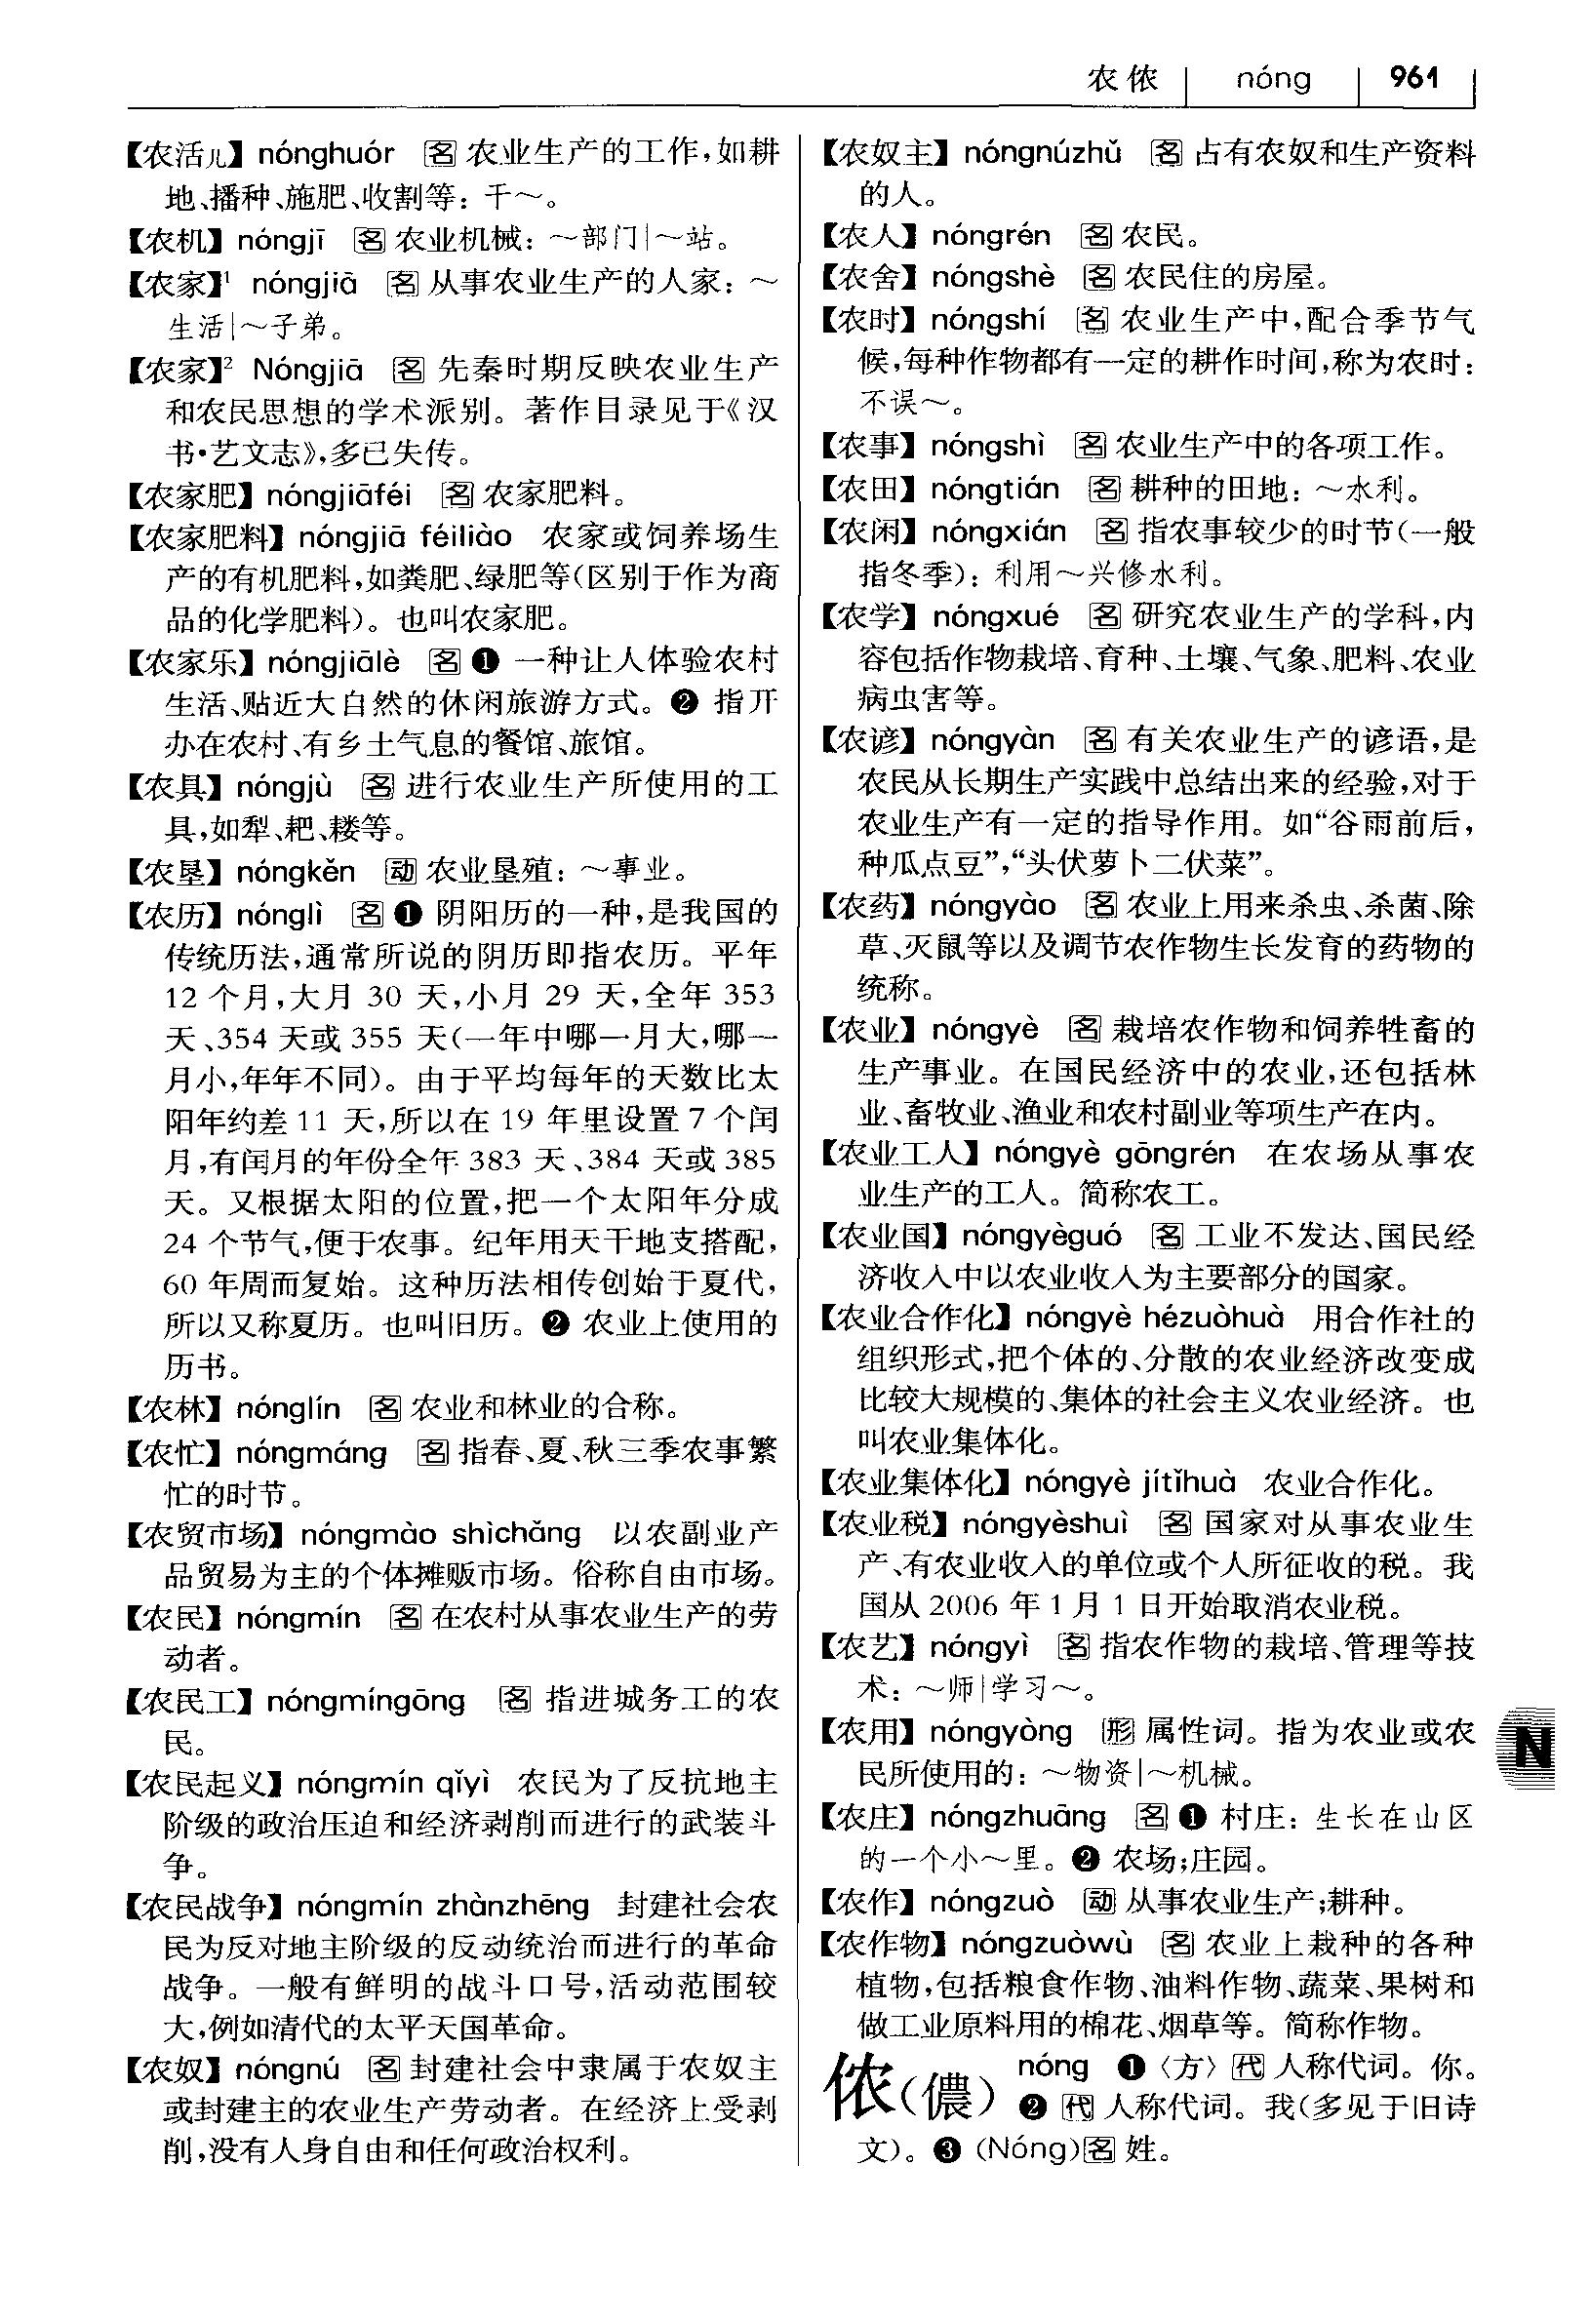 农侬 nóng 961
【农活儿】 nónghuór 名 农业生产的工作,如耕
地、播种、施肥、收割等：干～。
【农机】 nóngjī 名 农业机械：～部门|～站。
【农家】¹ nóngjiā 名 从事农业生产的人家：～
生活|～子弟。
【农家】² Nóngjiā 名 先秦时期反映农业生产
和农民思想的学术派别。著作目录见于《汉
书·艺文志》,多已失传。
【农家肥】 nóngjiāféi 名 农家肥料。
【农家肥料】 nóngjiā féiliào 农家或饲养场生
产的有机肥料,如粪肥、绿肥等(区别于作为商
品的化学肥料)。也叫农家肥。
【农家乐】 nóngjiālè 名 ❶ 一种让人体验农村
生活、贴近大自然的休闲旅游方式。❷ 指开
办在农村、有乡土气息的餐馆、旅馆。
【农具】 nóngjù 名 进行农业生产所使用的工
具,如犁、耙、耧等。
【农垦】 nóngkěn 动 农业垦殖：～事业。
【农历】 nónglì 名 ❶ 阴阳历的一种,是我国的
传统历法,通常所说的阴历即指农历。平年
12 个月,大月 30 天,小月 29 天,全年 353
天、354 天或 355 天(一年中哪一月大,哪一
月小,年年不同)。由于平均每年的天数比太
阳年约差 11 天,所以在 19 年里设置 7 个闰
月,有闰月的年份全年 383 天、384 天或 385
天。又根据太阳的位置,把一个太阳年分成
24 个节气,便于农事。纪年用天干地支搭配,
60 年周而复始。这种历法相传创始于夏代,
所以又称夏历。也叫旧历。❷ 农业上使用的
历书。
【农林】 nónglín 名 农业和林业的合称。
【农忙】 nóngmáng 名 指春、夏、秋三季农事繁
忙的时节。
【农贸市场】 nóngmào shìchǎng 以农副业产
品贸易为主的个体摊贩市场。俗称自由市场。
【农民】 nóngmín 名 在农村从事农业生产的劳
动者。
【农民工】 nóngmíngōng 名 指进城务工的农
民。
【农民起义】 nóngmín qǐyì 农民为了反抗地主
阶级的政治压迫和经济剥削而进行的武装斗
争。
【农民战争】 nóngmín zhànzhēng 封建社会农
民为反对地主阶级的反动统治而进行的革命
战争。一般有鲜明的战斗口号,活动范围较
大,例如清代的太平天国革命。
【农奴】 nóngnú 名 封建社会中隶属于农奴主
或封建主的农业生产劳动者。在经济上受剥
削,没有人身自由和任何政治权利。
【农奴主】 nóngnúzhǔ 名 占有农奴和生产资料
的人。
【农人】 nóngrén 名 农民。
【农舍】 nóngshè 名 农民住的房屋。
【农时】 nóngshí 名 农业生产中,配合季节气
候,每种作物都有一定的耕作时间,称为农时：
不误～。
【农事】 nóngshì 名 农业生产中的各项工作。
【农田】 nóngtián 名 耕种的田地：～水利。
【农闲】 nóngxián 名 指农事较少的时节(一般
指冬季)：利用～兴修水利。
【农学】 nóngxué 名 研究农业生产的学科,内
容包括作物栽培、育种、土壤、气象、肥料、农业
病虫害等。
【农谚】 nóngyàn 名 有关农业生产的谚语,是
农民从长期生产实践中总结出来的经验,对于
农业生产有一定的指导作用。如“谷雨前后,
种瓜点豆”,“头伏萝卜二伏菜”。
【农药】 nóngyào 名 农业上用来杀虫、杀菌、除
草、灭鼠等以及调节农作物生长发育的药物的
统称。
【农业】 nóngyè 名 栽培农作物和饲养牲畜的
生产事业。在国民经济中的农业,还包括林
业、畜牧业、渔业和农村副业等项生产在内。
【农业工人】 nóngyè gōngrén 在农场从事农
业生产的工人。简称农工。
【农业国】 nóngyèguó 名 工业不发达、国民经
济收入中以农业收入为主要部分的国家。
【农业合作化】 nóngyè hézuòhuà 用合作社的
组织形式,把个体的、分散的农业经济改变成
比较大规模的、集体的社会主义农业经济。也
叫农业集体化。
【农业集体化】 nóngyè jítǐhuà 农业合作化。
【农业税】 nóngyèshuì 名 国家对从事农业生
产、有农业收入的单位或个人所征收的税。我
国从 2006 年 1 月 1 日开始取消农业税。
【农艺】 nóngyì 名 指农作物的栽培、管理等技
术：～师|学习～。
【农用】 nóngyòng 形 属性词。指为农业或农
民所使用的：～物资|～机械。
【农庄】 nóngzhuāng 名 ❶ 村庄：生长在山区
的一个小～里。❷ 农场;庄园。
【农作】 nóngzuò 动 从事农业生产;耕种。
【农作物】 nóngzuòwù 名 农业上栽种的各种
植物,包括粮食作物、油料作物、蔬菜、果树和
做工业原料用的棉花、烟草等。简称作物。
侬(儂) nóng ❶〈方〉代 人称代词。你。
❷ 代 人称代词。我(多见于旧诗
文)。❸ (Nóng)名 姓。
N